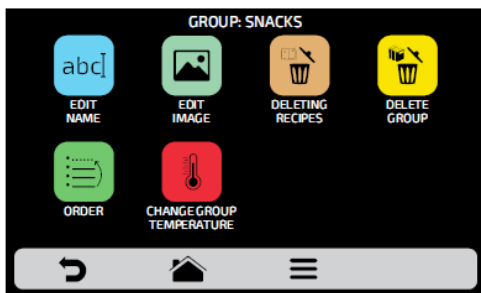 GROUP: SNACKS
abc
EDIT
NAME
EDIT
IMAGE
DELETING
RECIPES
DELETE
GROUP
ORDER
CHANGE GROUP
TEMPERATURE